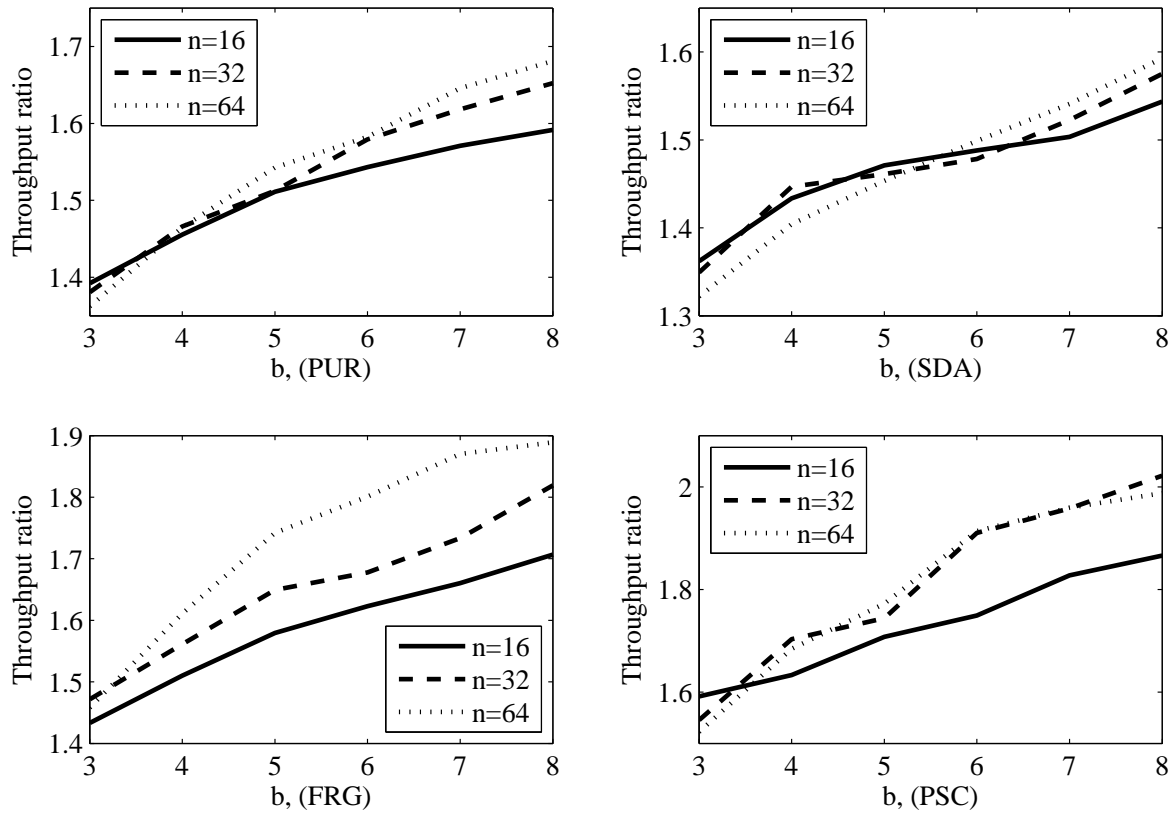 Throughput ratio
1.7
1.6
1.5
1.4
n=16
n=32
n=64
3 4 5 6 7 8
b, (PUR)
Throughput ratio
1.6
1.5
1.4
1.3
n=16
n=32
n=64
3 4 5 6 7 8
b, (SDA)
Throughput ratio
1.9
1.8
1.7
1.6
1.5
1.4
n=16
n=32
n=64
3 4 5 6 7 8
b, (FRG)
Throughput ratio
2
1.8
1.6
n=16
n=32
n=64
3 4 5 6 7 8
b, (PSC)